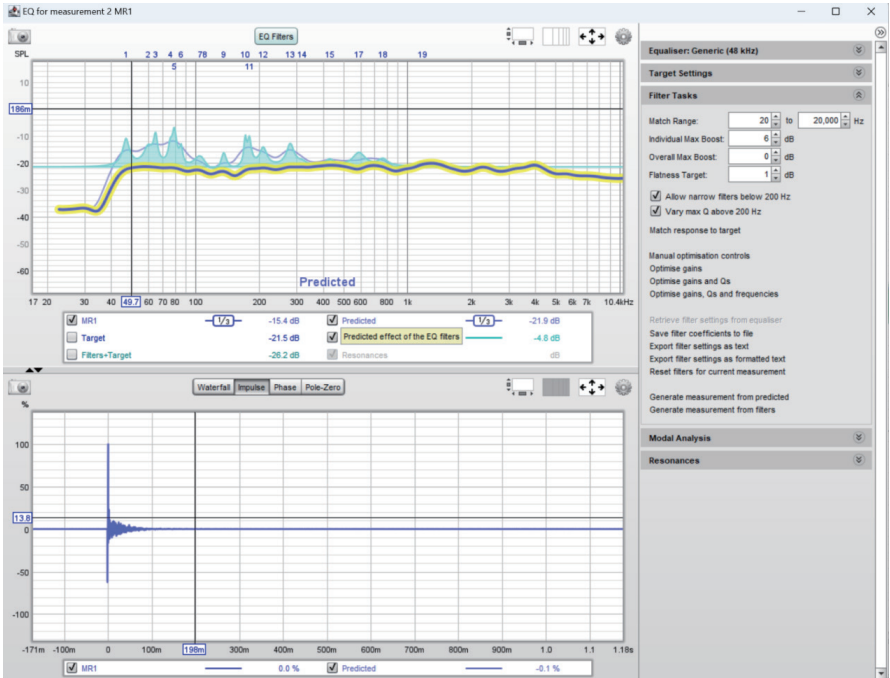 EQ for measurement 2 MR1
EQ Filters
SPL
1 2 3 4 6 7 8 9 10 12 13 14 15 17 18 19
5 11
10
186m
-10
-20
-30
-40
-50
-60
Predicted
17 20 30 40 49.7 60 70 80 100 200 300 400 500 600 800 1k 2k 3k 4k 5k 6k 7k 10.4kHz
MR1 1/3 -15.4 dB Predicted 1/3 -21.9 dB
Target -21.5 dB Predicted effect of the EQ filters -4.8 dB
Filters+Target -26.2 dB Resonances dB
Waterfall Impulse Phase Pole-Zero
%
100
50
13.8
0
-50
-100
-171m -100m 0 100m 198m 300m 400m 500m 600m 700m 800m 900m 1.0 1.1 1.18s
MR1 0.0 % Predicted -0.1 %
Equaliser: Generic (48 kHz)
Target Settings
Filter Tasks
Match Range: 20 to 20,000 Hz
Individual Max Boost: 6 dB
Overall Max Boost: 0 dB
Flatness Target: 1 dB
Allow narrow filters below 200 Hz
Vary max Q above 200 Hz
Match response to target
Manual optimisation controls
Optimise gains
Optimise gains and Qs
Optimise gains, Qs and frequencies
Retrieve filter settings from equaliser
Save filter coefficients to file
Export filter settings as text
Export filter settings as formatted text
Reset filters for current measurement
Generate measurement from predicted
Generate measurement from filters
Modal Analysis
Resonances